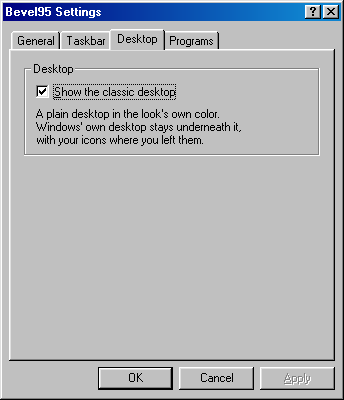 Bevel95 Settings
General Taskbar Desktop Programs
Desktop
Show the classic desktop
A plain desktop in the look's own color.
Windows' own desktop stays underneath it,
with your icons where you left them.
OK Cancel Apply